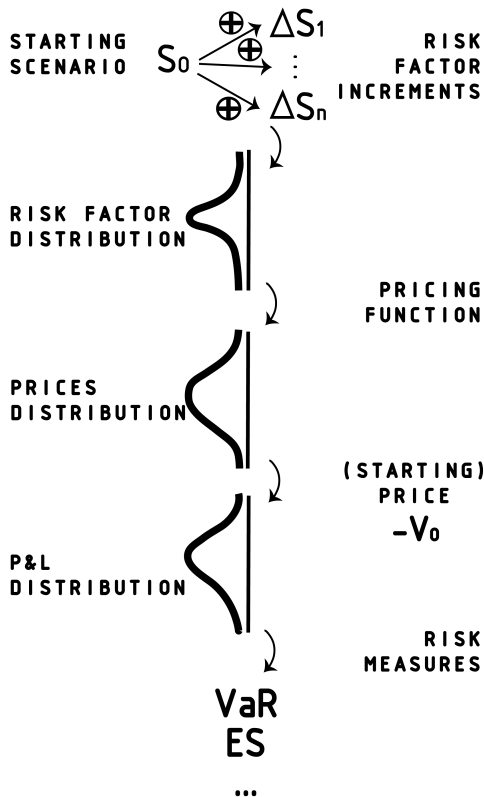 STARTING
SCENARIO
S0
ΔS1
⋮
ΔSn
RISK
FACTOR
INCREMENTS
RISK FACTOR
DISTRIBUTION
PRICING
FUNCTION
PRICES
DISTRIBUTION
(STARTING)
PRICE
-V0
P&L
DISTRIBUTION
RISK
MEASURES
VaR
ES
...